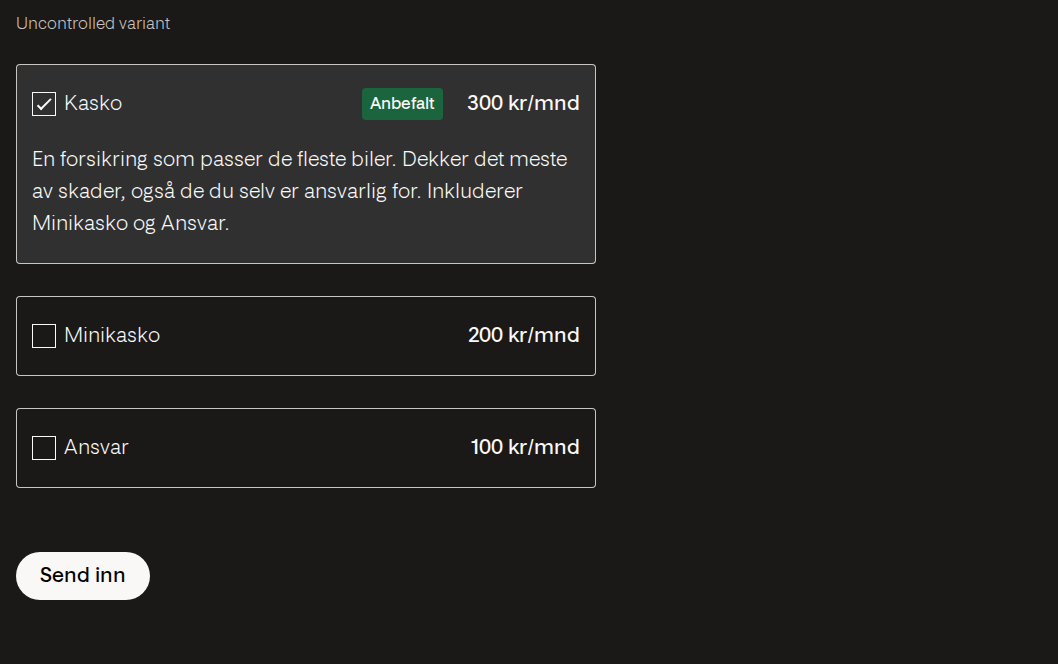 Uncontrolled variant
Kasko Anbefalt 300 kr/mnd
En forsikring som passer de fleste biler. Dekker det meste
av skader, også de du selv er ansvarlig for. Inkluderer
Minikasko og Ansvar.
Minikasko 200 kr/mnd
Ansvar 100 kr/mnd
Send inn